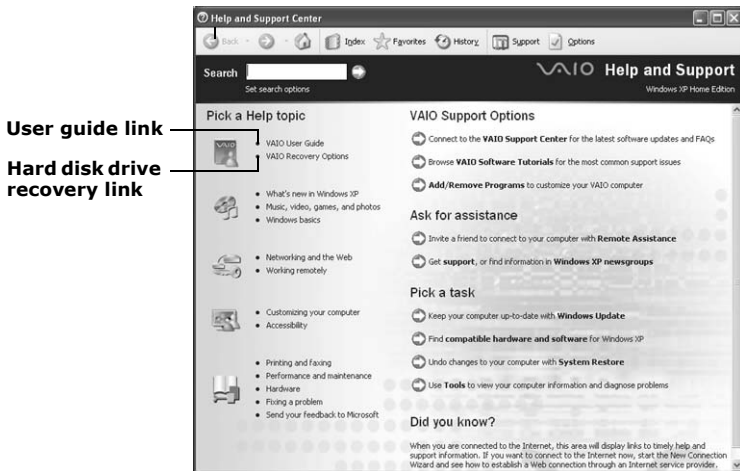 Help and Support Center
Back
Index
Favorites
History
Support
Options
Search
Set search options
VAIO Help and Support
Windows XP Home Edition
User guide link
Hard disk drive
recovery link
Pick a Help topic
VAIO
VAIO User Guide
VAIO Recovery Options
What's new in Windows XP
Music, video, games, and photos
Windows basics
Networking and the Web
Working remotely
Customizing your computer
Accessibility
Printing and faxing
Performance and maintenance
Hardware
Fixing a problem
Send your feedback to Microsoft
VAIO Support Options
Connect to the VAIO Support Center for the latest software updates and FAQs
Browse VAIO Software Tutorials for the most common support issues
Add/Remove Programs to customize your VAIO computer
Ask for assistance
Invite a friend to connect to your computer with Remote Assistance
Get support, or find information in Windows XP newsgroups
Pick a task
Keep your computer up-to-date with Windows Update
Find compatible hardware and software for Windows XP
Undo changes to your computer with System Restore
Use Tools to view your computer information and diagnose problems
Did you know?
When you are connected to the Internet, this area will display links to timely help and
support information. If you want to connect to the Internet now, start the New Connection
Wizard and see how to establish a Web connection through an Internet service provider.